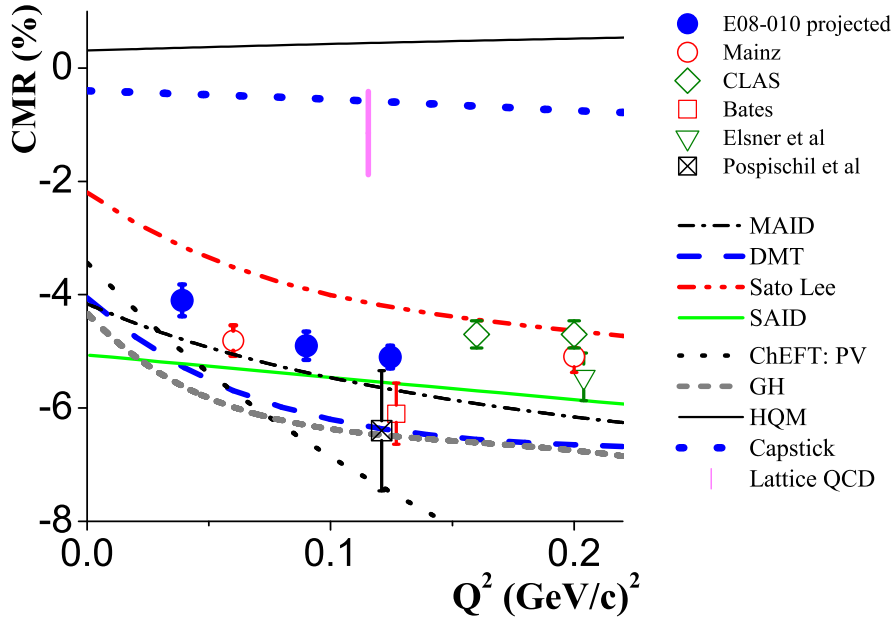 CMR (%)
0
-2
-4
-6
-8
0.0
0.1
0.2
Q² (GeV/c)²
E08-010 projected
Mainz
CLAS
Bates
Elsner et al
Pospischil et al
MAID
DMT
Sato Lee
SAID
ChEFT: PV
GH
HQM
Capstick
Lattice QCD